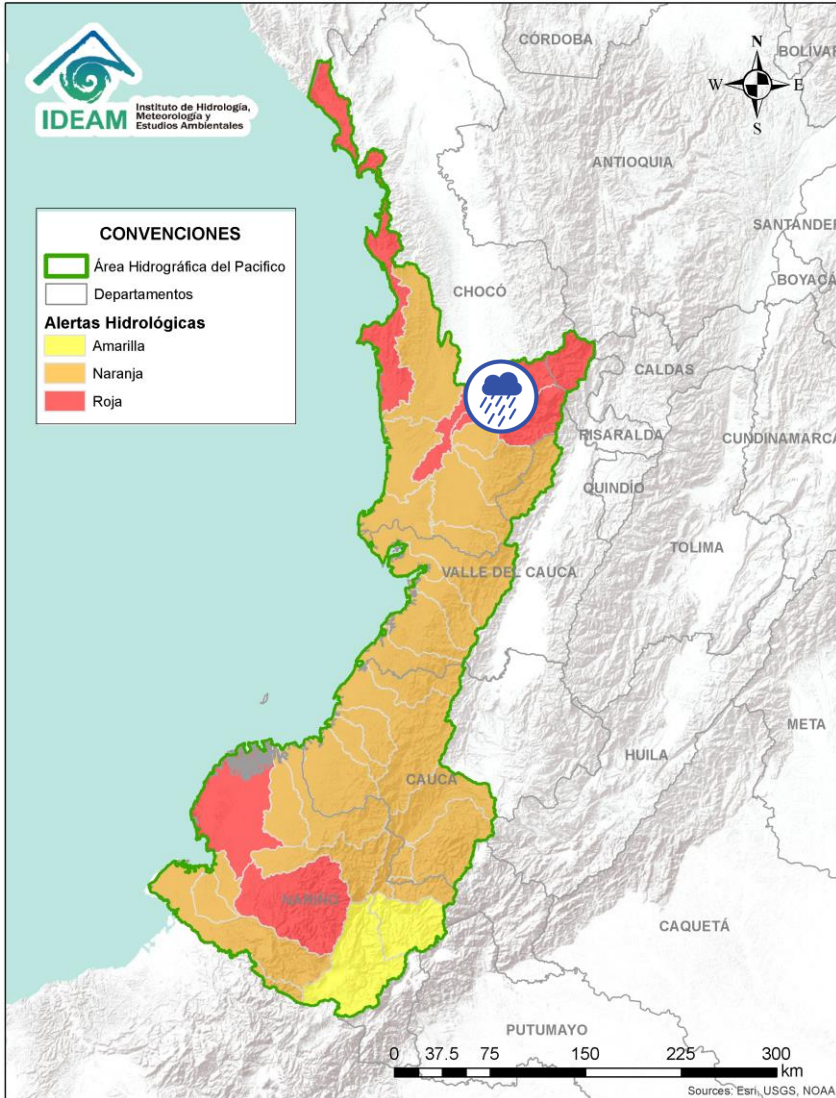 IDEAM
Instituto de Hidrología,
Meteorología y
Estudios Ambientales
CÓRDOBA
BOLÍVAR
N
W
E
S
ANTIOQUIA
CONVENCIONES
Área Hidrográfica del Pacifico
Departamentos
Alertas Hidrológicas
Amarilla
Naranja
Roja
SANTANDER
BOYACÁ
CHOCÓ
CALDAS
RISARALDA
CUNDINAMARCA
QUINDÍO
TOLIMA
VALLE DEL CAUCA
META
HUILA
CAUCA
NARIÑO
CAQUETÁ
PUTUMAYO
0 37.5 75 150 225 300
km
Sources: Esri, USGS, NOAA